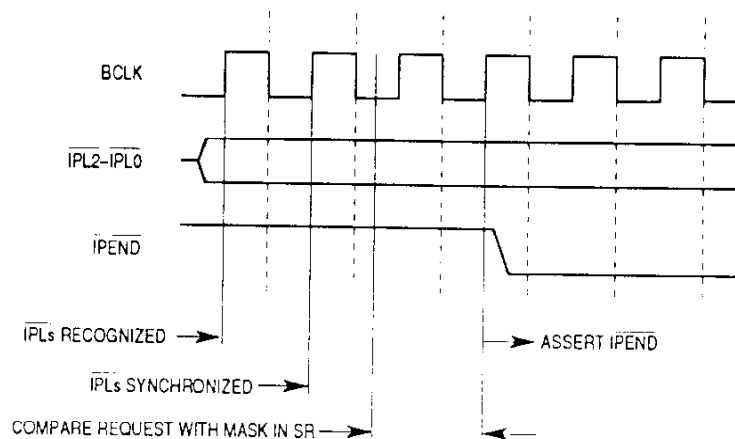 BCLK
IPL2–IPL0
IPEND
IPLs RECOGNIZED
ASSERT IPEND
IPLs SYNCHRONIZED
COMPARE REQUEST WITH MASK IN SR